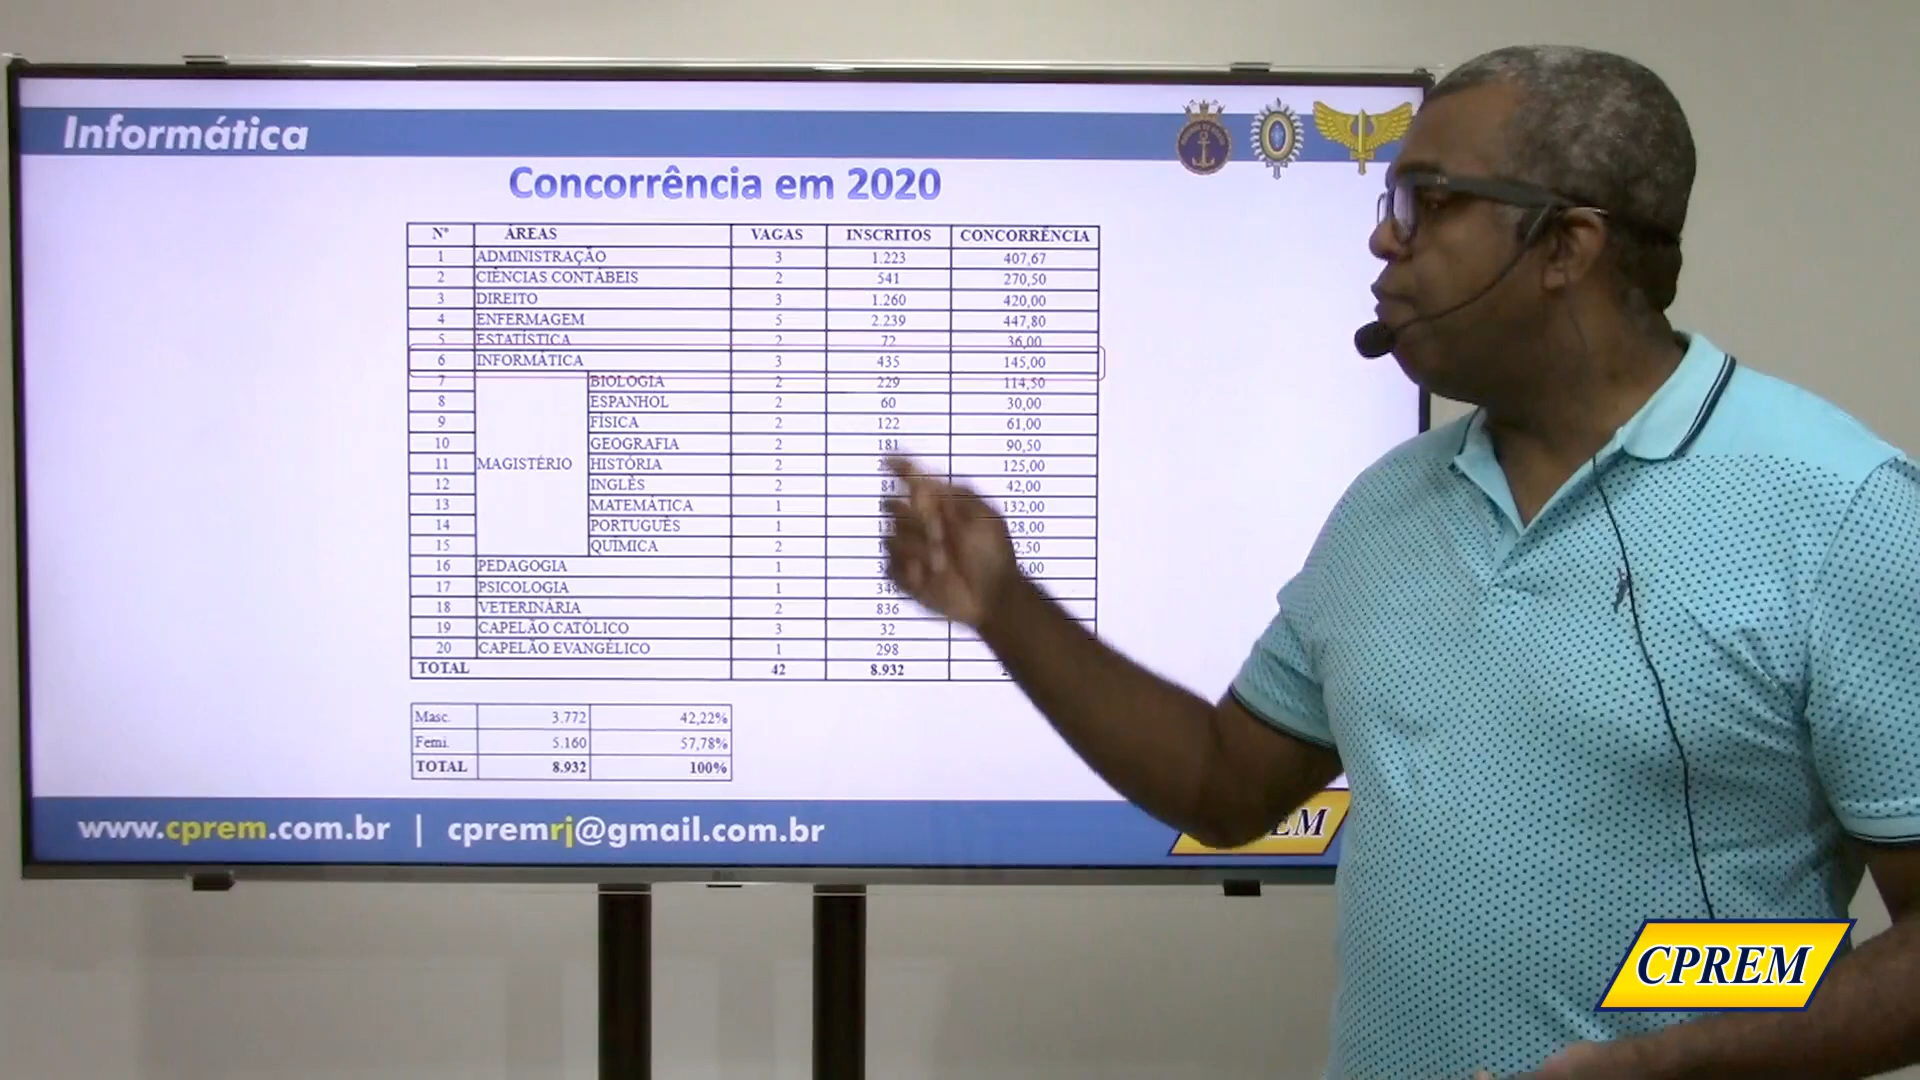 Informática
Concorrência em 2020
Nº ÁREAS VAGAS INSCRITOS CONCORRÊNCIA
1 ADMINISTRAÇÃO 3 1.223 407,67
2 CIÊNCIAS CONTÁBEIS 2 541 270,50
3 DIREITO 3 1.260 420,00
4 ENFERMAGEM 5 2.239 447,80
5 ESTATÍSTICA 2 72 36,00
6 INFORMÁTICA 3 435 145,00
7 BIOLOGIA 2 229 114,50
8 ESPANHOL 2 60 30,00
9 FÍSICA 2 122 61,00
10 GEOGRAFIA 2 181 90,50
11 MAGISTÉRIO HISTÓRIA 2 125,00
12 INGLÊS 2 84 42,00
13 MATEMÁTICA 1 132,00
14 PORTUGUÊS 1
15 QUÍMICA 2
16 PEDAGOGIA 1
17 PSICOLOGIA 1 349
18 VETERINÁRIA 2 836
19 CAPELÃO CATÓLICO 3 32
20 CAPELÃO EVANGÉLICO 1 298
TOTAL 42 8.932
Masc. 3.772 42,22%
Femi. 5.160 57,78%
TOTAL 8.932 100%
www.cprem.com.br | cpremrj@gmail.com.br
CPREM